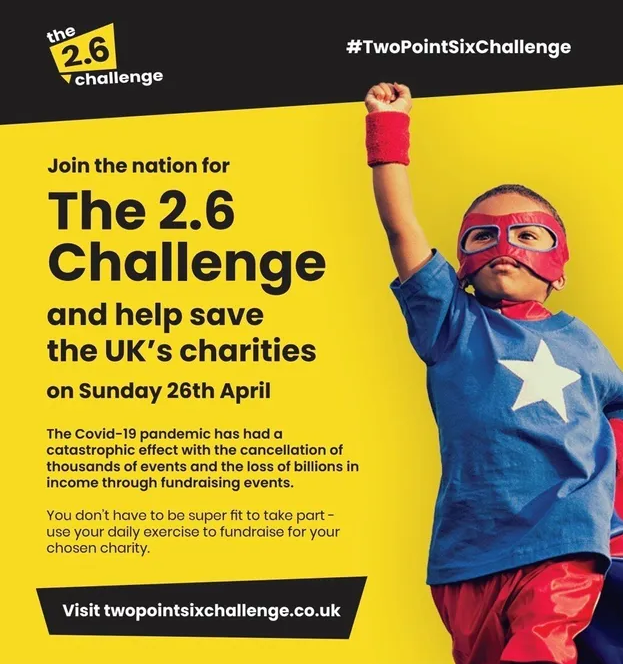 the
2.6
challenge
#TwoPointSixChallenge
Join the nation for
The 2.6
Challenge
and help save
the UK's charities
on Sunday 26th April
The Covid-19 pandemic has had a
catastrophic effect with the cancellation of
thousands of events and the loss of billions in
income through fundraising events.
You don't have to be super fit to take part -
use your daily exercise to fundraise for your
chosen charity.
Visit twopointsixchallenge.co.uk